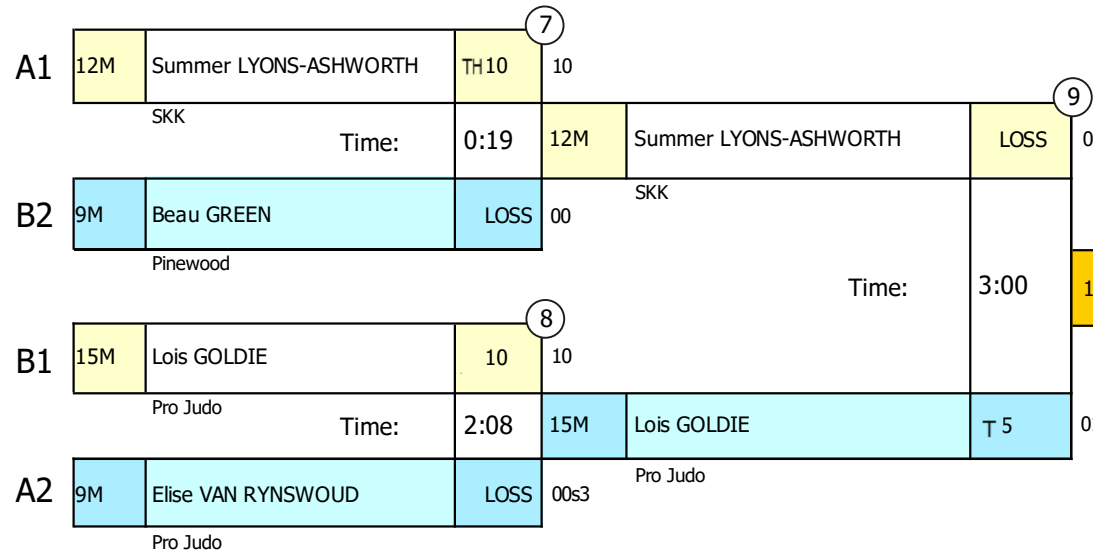 7
A1 12M Summer LYONS-ASHWORTH TH 10 10
9
SKK
Time: 0:19 12M Summer LYONS-ASHWORTH LOSS 0
SKK
B2 9M Beau GREEN LOSS 00
Pinewood
Time: 3:00 1
8
B1 15M Lois GOLDIE 10 10
Pro Judo
Time: 2:08 15M Lois GOLDIE T 5 0
Pro Judo
A2 9M Elise VAN RYNSWOUD LOSS 00s3
Pro Judo